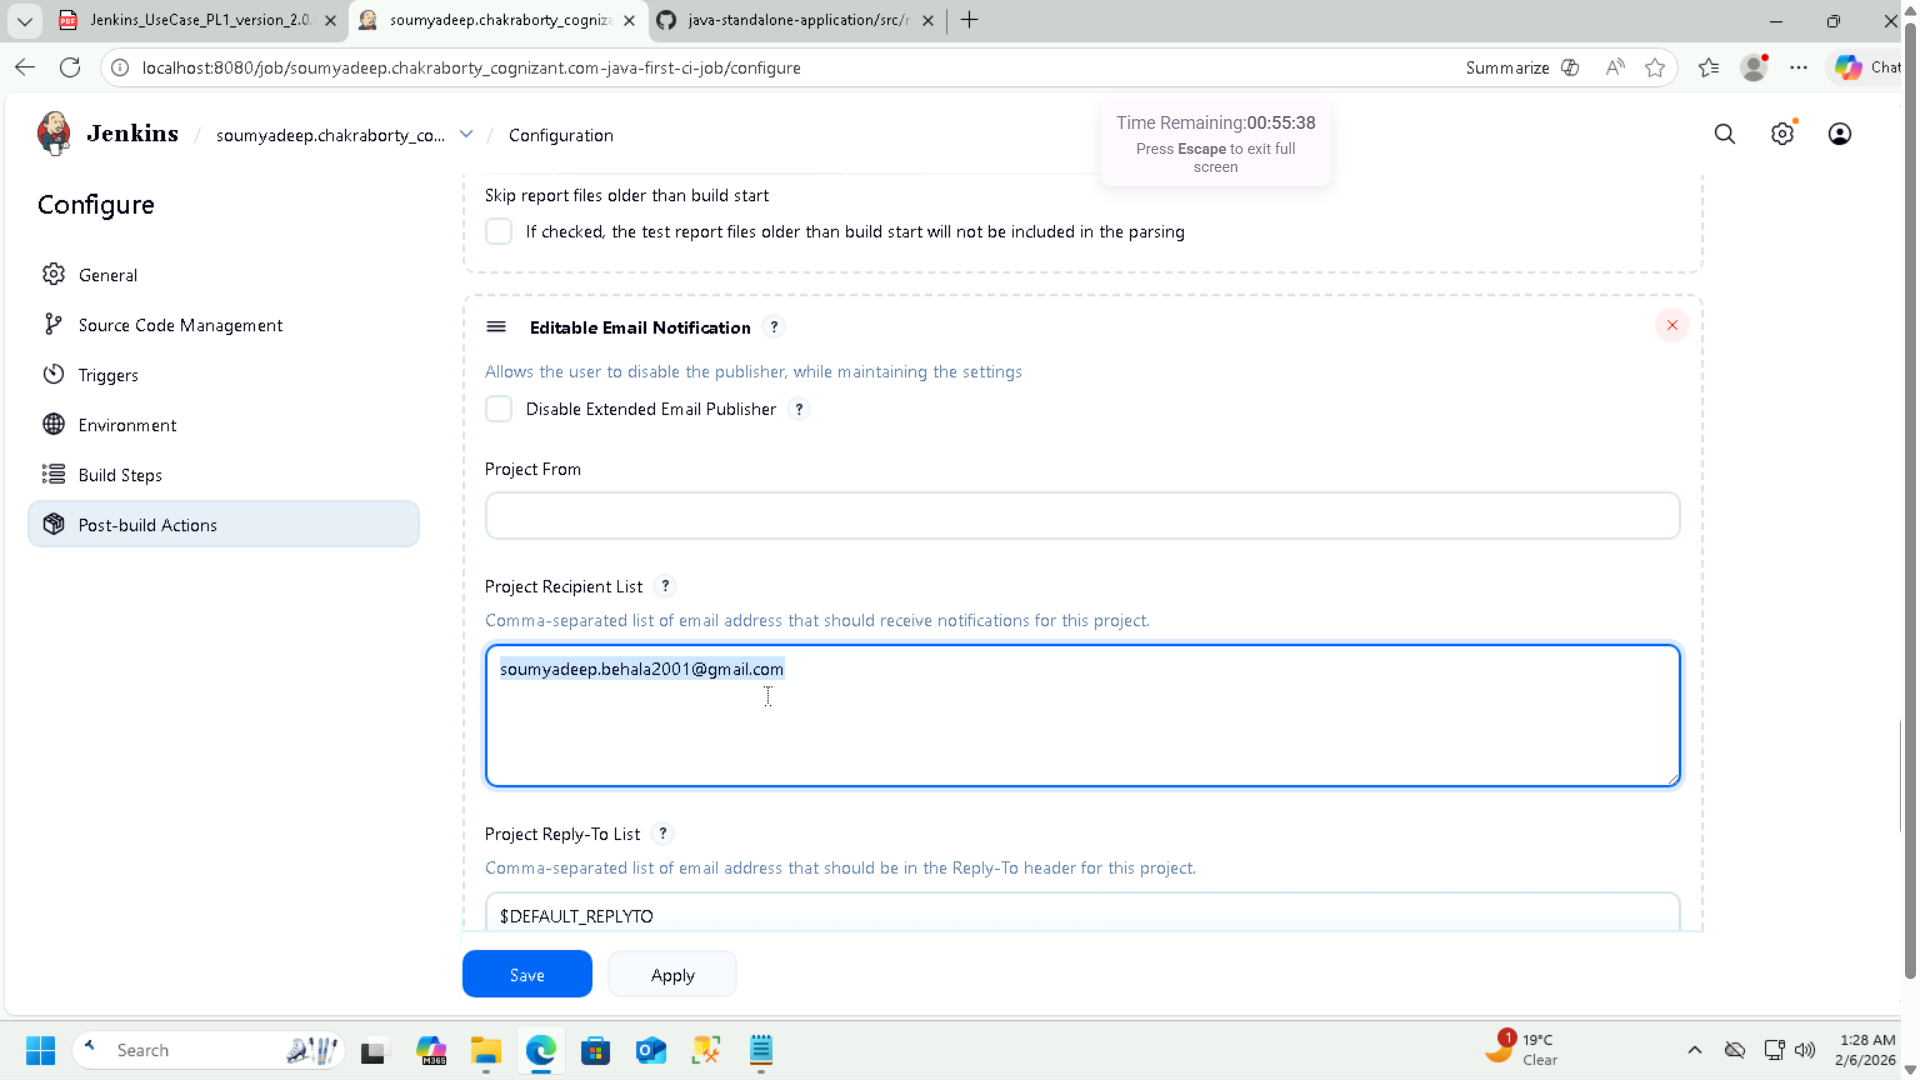 Jenkins_UseCase_PL1_version_2.0.
soumyadeep.chakraborty_cogniza
java-standalone-application/src/r
localhost:8080/job/soumyadeep.chakraborty_cognizant.com-java-first-ci-job/configure
Summarize
Chat
Jenkins / soumyadeep.chakraborty_co... / Configuration
Time Remaining:00:55:38
Press Escape to exit full
screen
Configure
General
Source Code Management
Triggers
Environment
Build Steps
Post-build Actions
Skip report files older than build start
If checked, the test report files older than build start will not be included in the parsing
Editable Email Notification ?
Allows the user to disable the publisher, while maintaining the settings
Disable Extended Email Publisher ?
Project From
Project Recipient List ?
Comma-separated list of email address that should receive notifications for this project.
soumyadeep.behala2001@gmail.com
Project Reply-To List ?
Comma-separated list of email address that should be in the Reply-To header for this project.
$DEFAULT_REPLYTO
Save
Apply
Search
M365
1
19°C
Clear
1:28 AM
2/6/2026